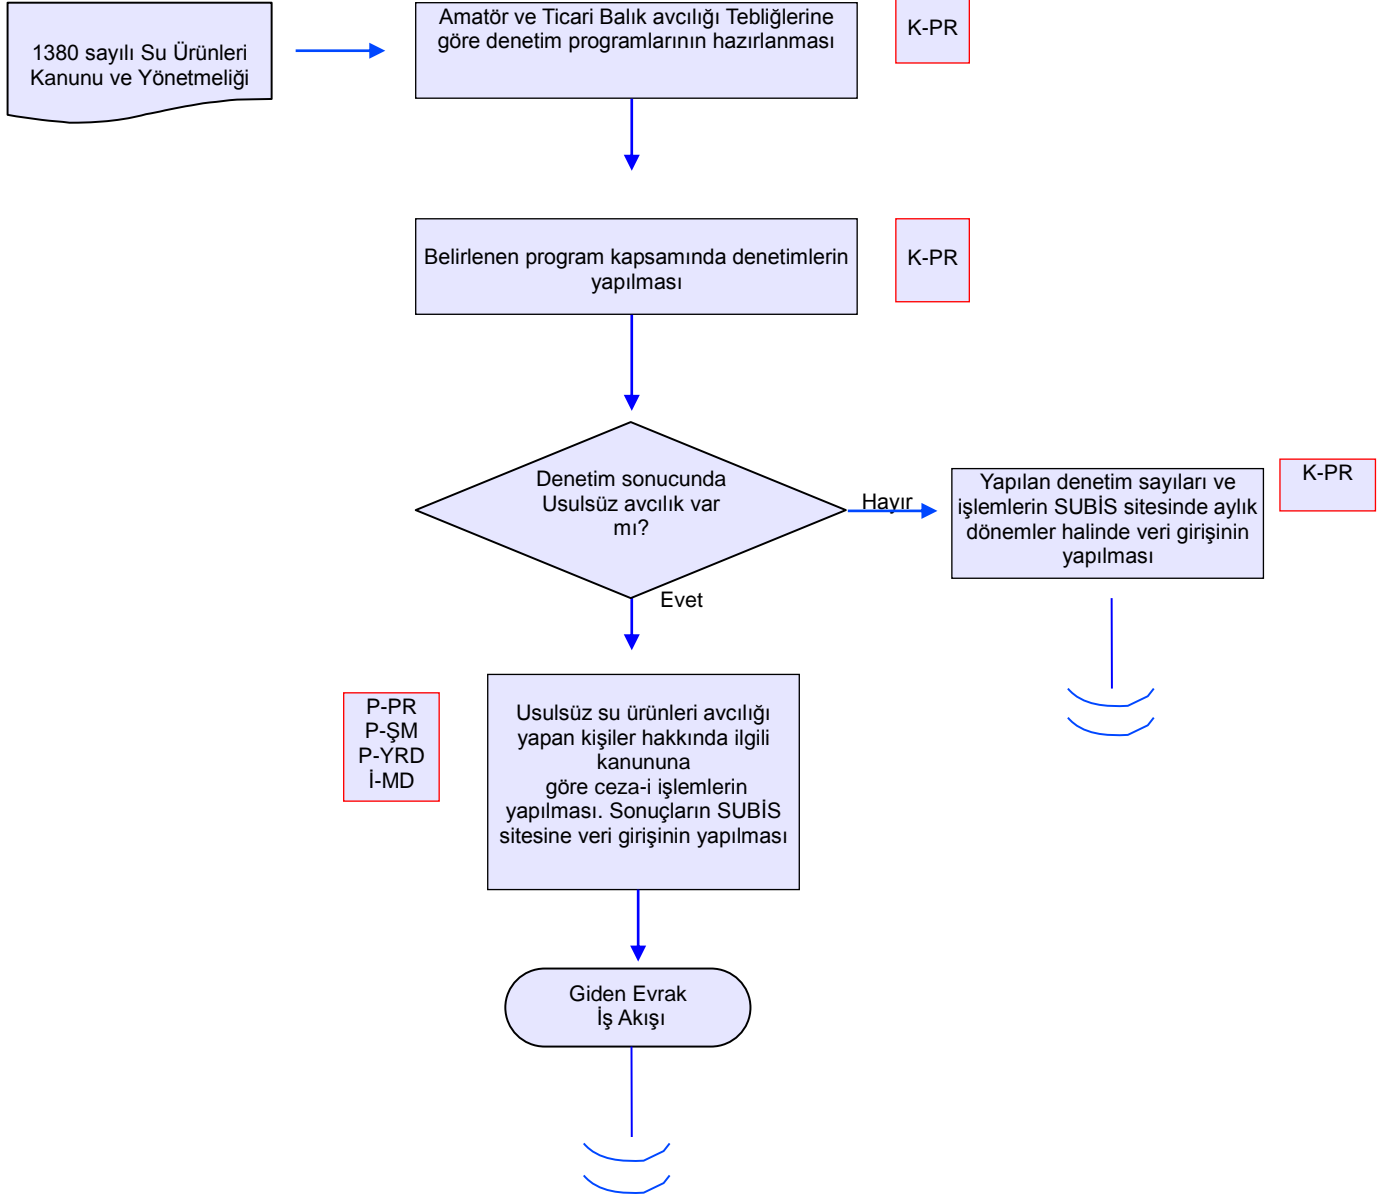 1380 sayılı Su Ürünleri
Kanunu ve Yönetmeliği
Amatör ve Ticari Balık avcılığı Tebliğlerine
göre denetim programlarının hazırlanması
K-PR
Belirlenen program kapsamında denetimlerin
yapılması
K-PR
Denetim sonucunda
Usulsüz avcılık var
mı?
Hayır
Yapılan denetim sayıları ve
işlemlerin SUBİS sitesinde aylık
dönemler halinde veri girişinin
yapılması
K-PR
Evet
P-PR
P-ŞM
P-YRD
İ-MD
Usulsüz su ürünleri avcılığı
yapan kişiler hakkında ilgili
kanununa
göre ceza-i işlemlerin
yapılması. Sonuçların SUBİS
sitesine veri girişinin yapılması
Giden Evrak
İş Akışı